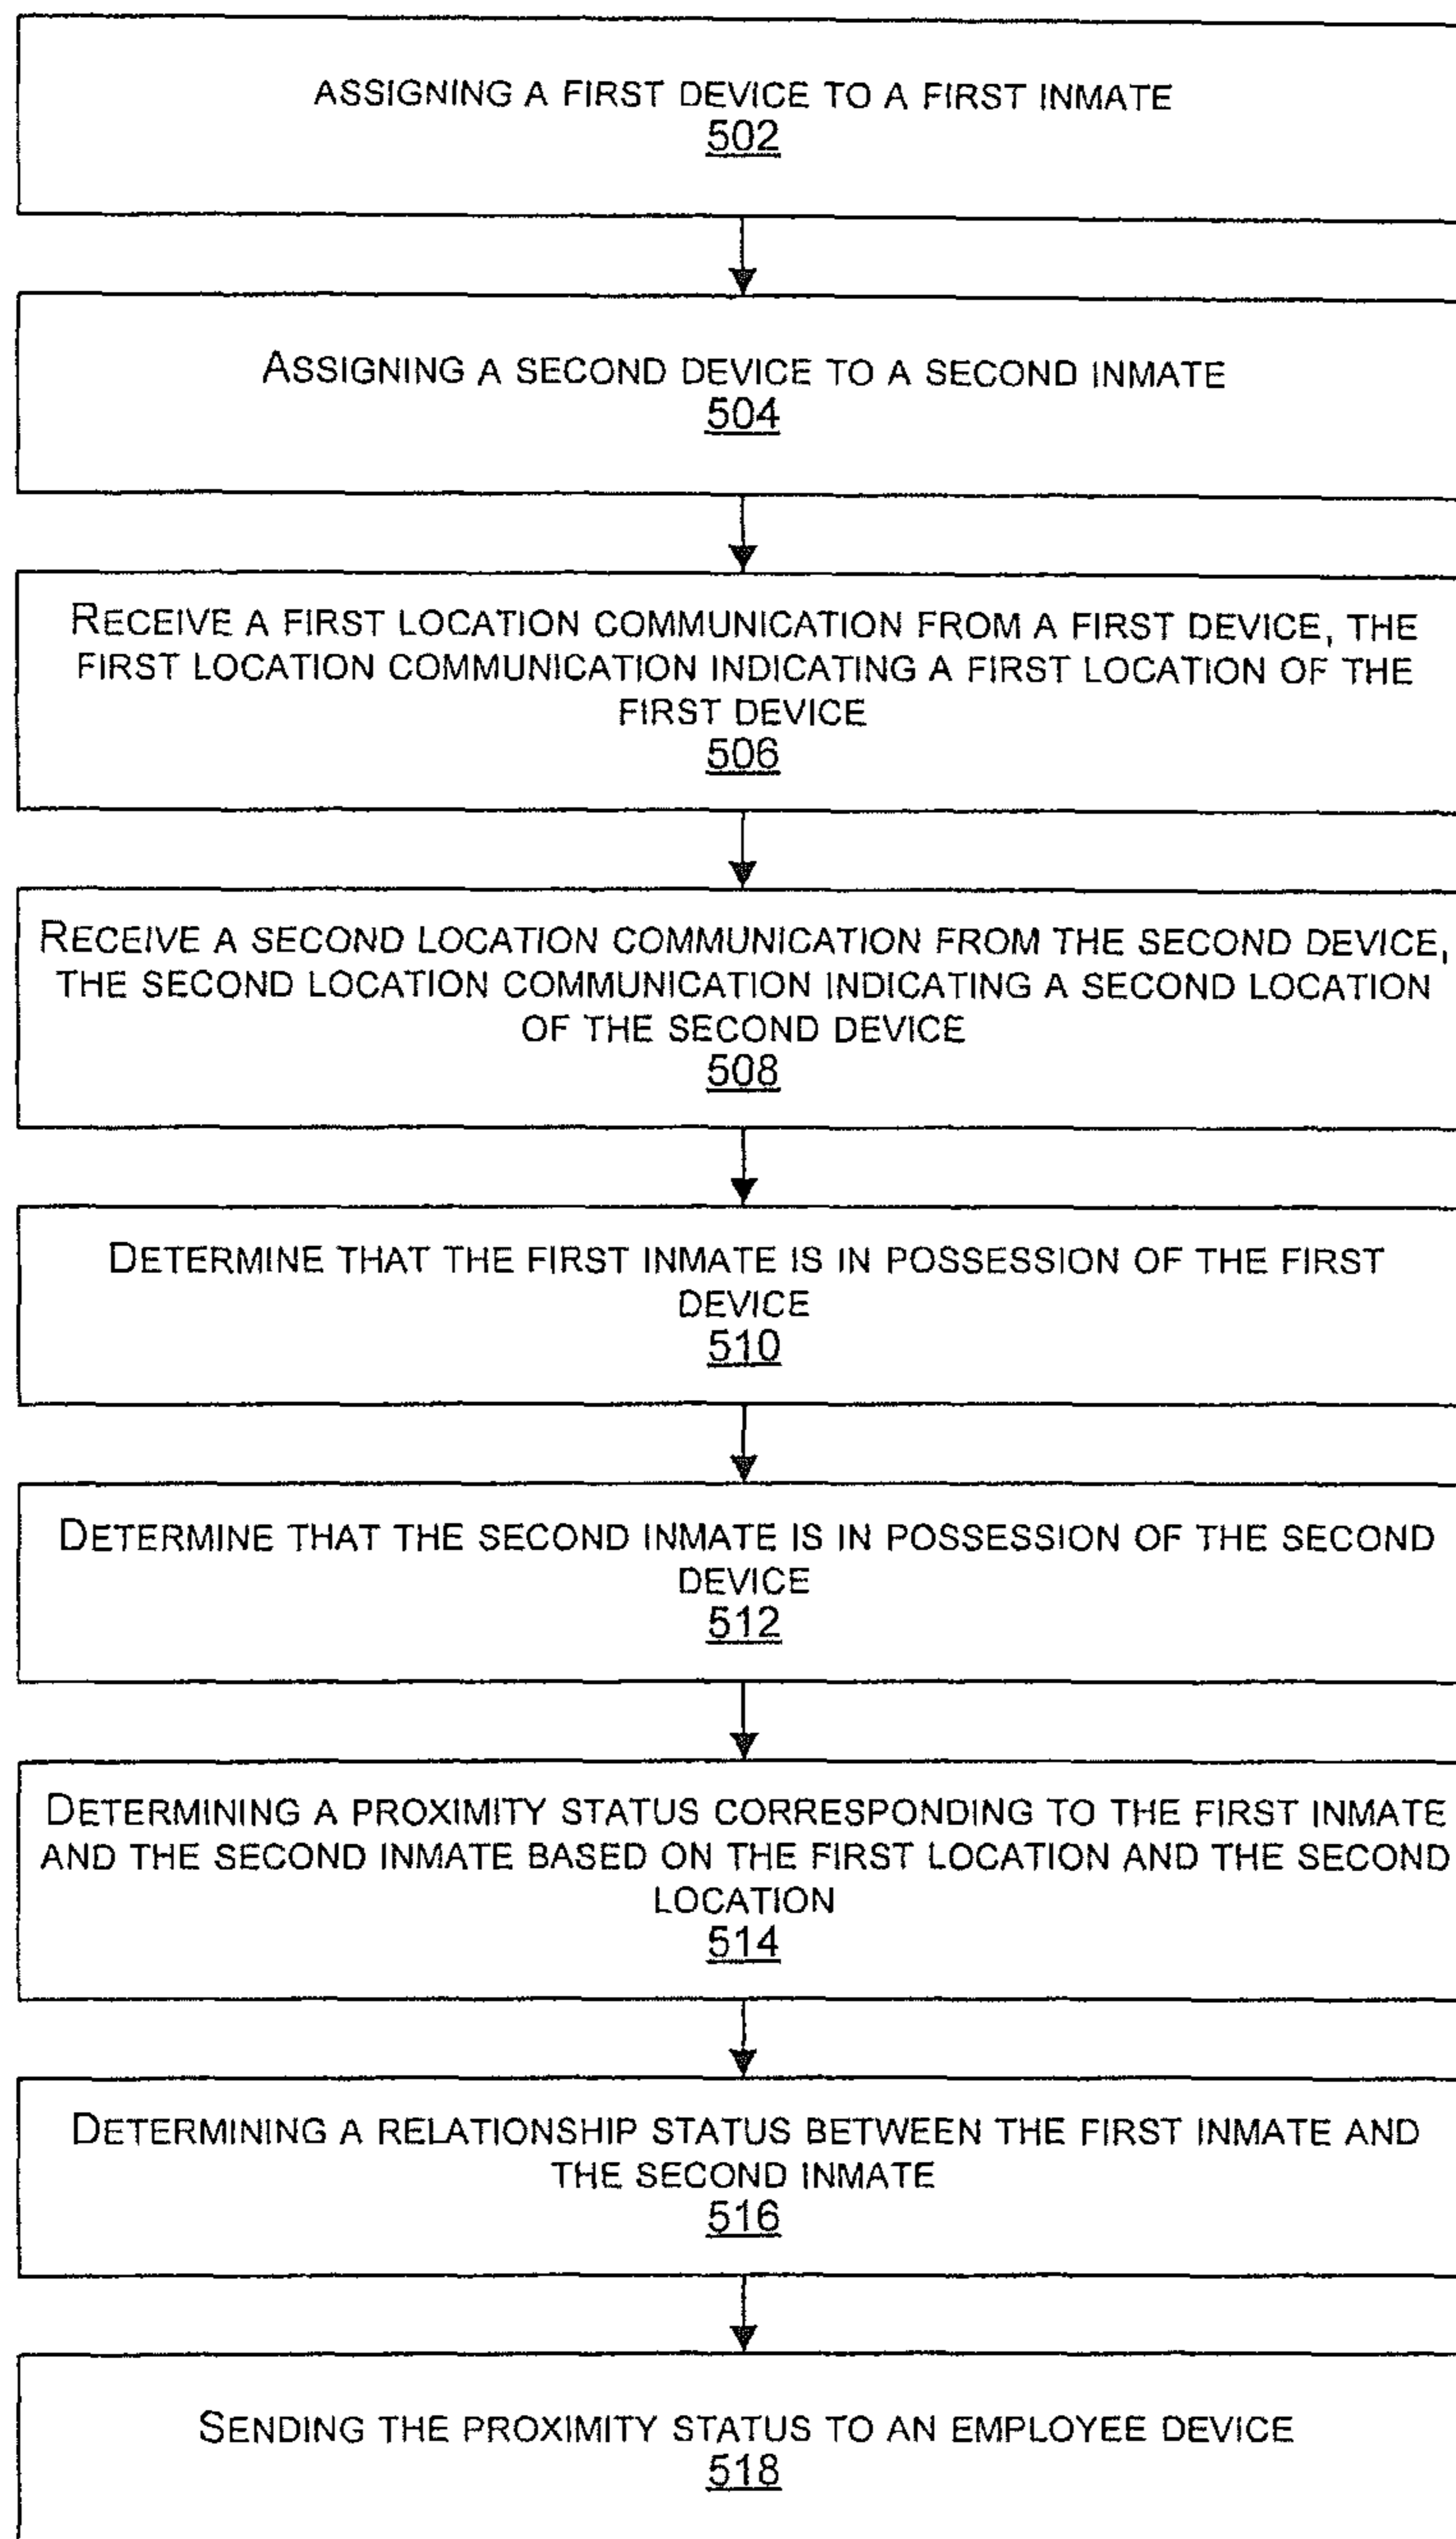 ASSIGNING A FIRST DEVICE TO A FIRST INMATE
502
ASSIGNING A SECOND DEVICE TO A SECOND INMATE
504
RECEIVE A FIRST LOCATION COMMUNICATION FROM A FIRST DEVICE, THE
FIRST LOCATION COMMUNICATION INDICATING A FIRST LOCATION OF THE
FIRST DEVICE
506
RECEIVE A SECOND LOCATION COMMUNICATION FROM THE SECOND DEVICE,
THE SECOND LOCATION COMMUNICATION INDICATING A SECOND LOCATION
OF THE SECOND DEVICE
508
DETERMINE THAT THE FIRST INMATE IS IN POSSESSION OF THE FIRST
DEVICE
510
DETERMINE THAT THE SECOND INMATE IS IN POSSESSION OF THE SECOND
DEVICE
512
DETERMINING A PROXIMITY STATUS CORRESPONDING TO THE FIRST INMATE
AND THE SECOND INMATE BASED ON THE FIRST LOCATION AND THE SECOND
LOCATION
514
DETERMINING A RELATIONSHIP STATUS BETWEEN THE FIRST INMATE AND
THE SECOND INMATE
516
SENDING THE PROXIMITY STATUS TO AN EMPLOYEE DEVICE
518